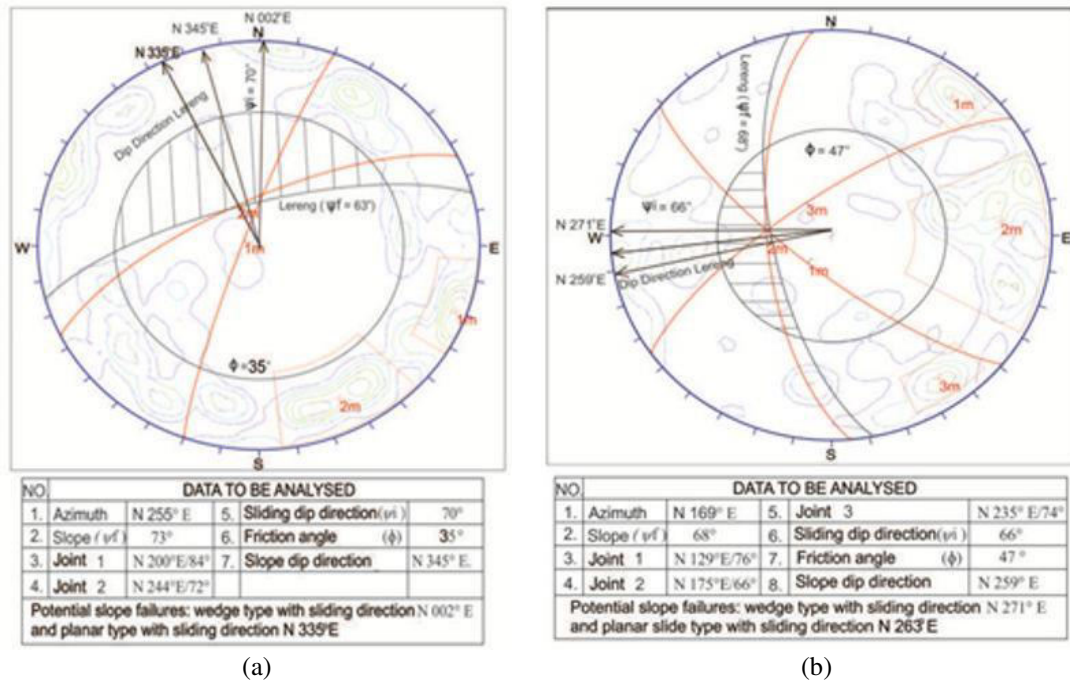 N 002°E
N 345°E
N
N 335°E
Dip Direction Lereng
ψi = 70°
W
E
2m
Lereng ( ψf = 63°)
1m
1m
Φ = 35°
2m
S
NO. DATA TO BE ANALYSED
1. Azimuth N 255° E 5. Sliding dip direction(ψi) 70°
2. Slope (ψf) 73° 6. Friction angle (ϕ) 35°
3. Joint 1 N 200°E/84° 7. Slope dip direction N 345° E.
4. Joint 2 N 244°E/72°
Potential slope failures: wedge type with sliding direction N 002° E
and planar type with sliding direction N 335°E
(a)
N
Lereng ( ψf = 68°)
1m
Φ = 47°
ψi = 66°
3m
N 271°E
W
2m
E
2m
N 259°E
Dip Direction Lereng
1m
3m
S
NO. DATA TO BE ANALYSED
1. Azimuth N 169° E 5. Joint 3 N 235° E/74°
2. Slope (ψf) 68° 6. Sliding dip direction(ψi) 66°
3. Joint 1 N 129°E/76° 7. Friction angle (ϕ) 47 °
4. Joint 2 N 175°E/66° 8. Slope dip direction N 259° E
Potential slope failures: wedge type with sliding direction N 271° E
and planar slide type with sliding direction N 263°E
(b)